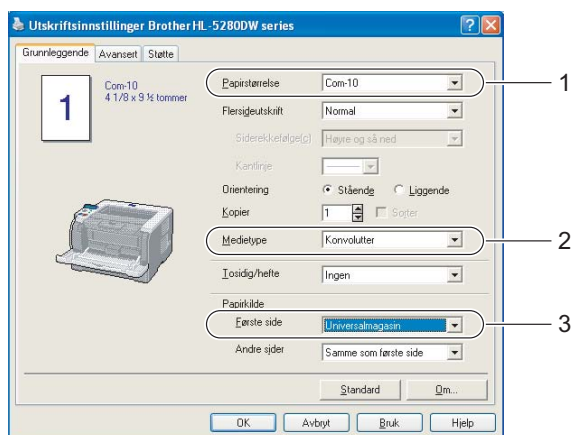 Utskriftsinnstillinger Brother HL-5280DW series
Grunnleggende Avansert Støtte
1
Com-10
4 1/8 x 9 ½ tommer
Papirstørrelse Com-10 1
Flersideutskrift Normal
Siderekkefølge(c) Høyre og så ned
Kantlinje
Orientering Stående Liggende
Kopier 1 Sorter
Medietype Konvolutter 2
Tosidig/hefte Ingen
Papirkilde
Første side Universalmagasin 3
Andre sider Samme som første side
Standard Om...
OK Avbryt Bruk Hjelp